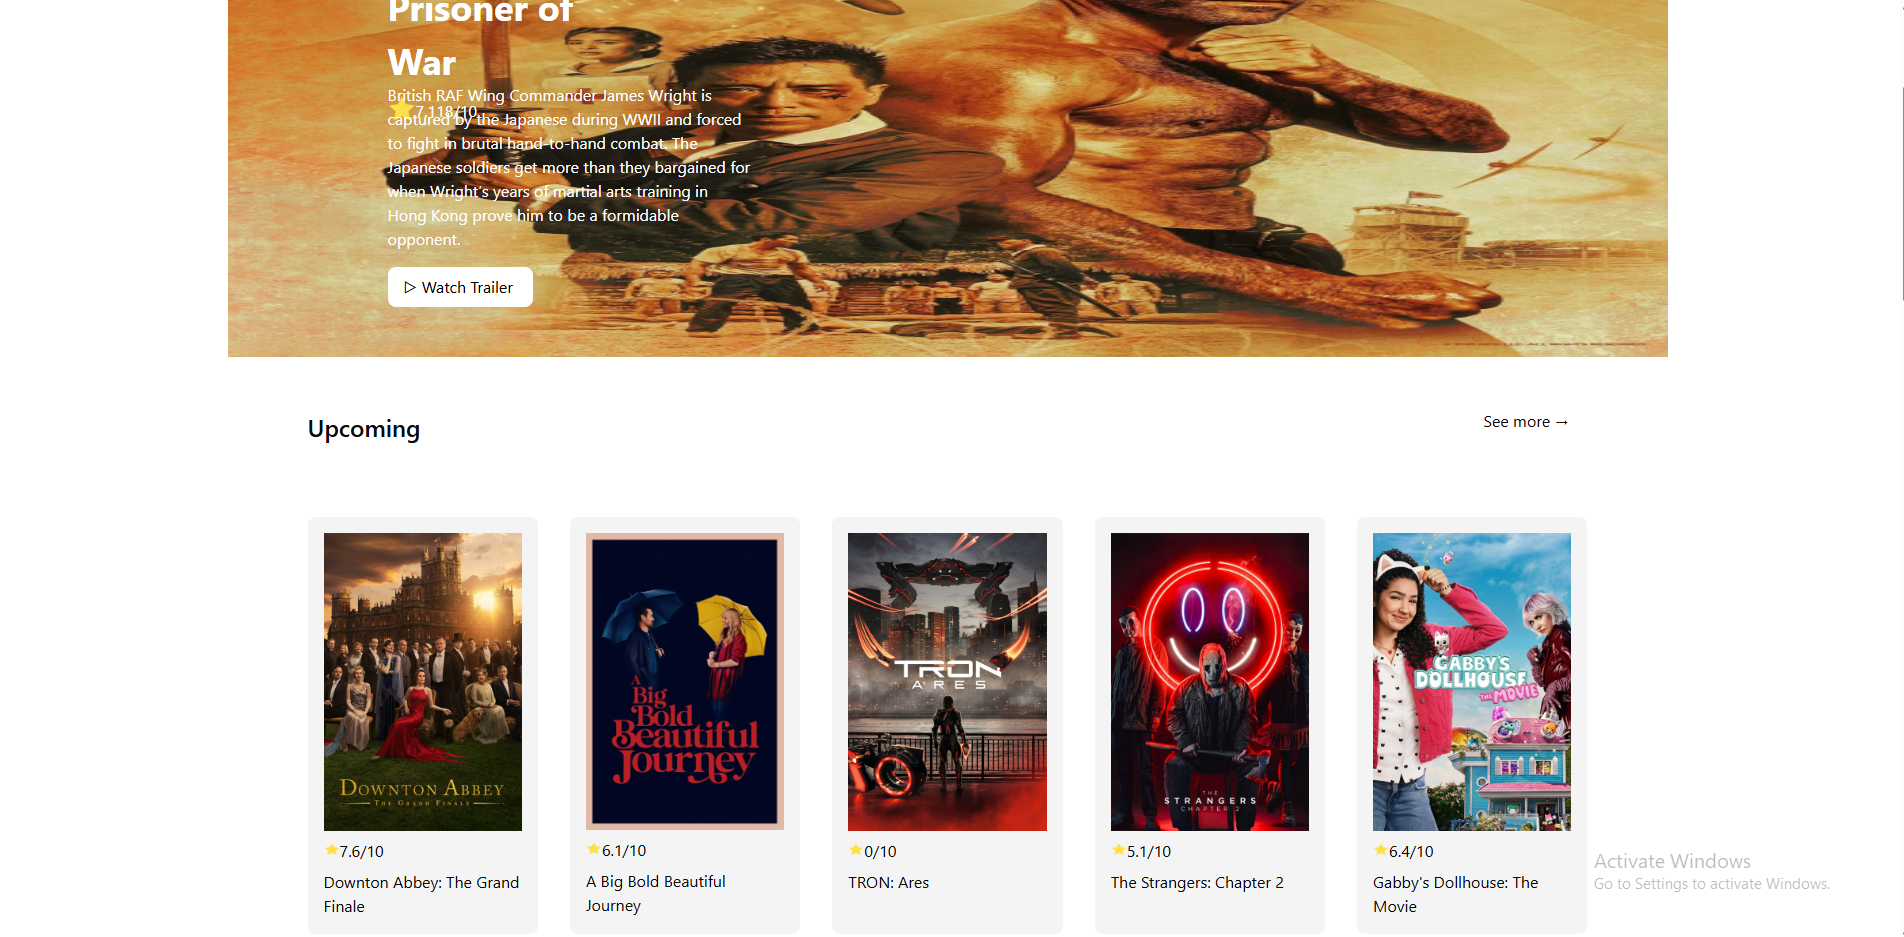 Prisoner of
War
British RAF Wing Commander James Wright is
7.118/10
captured by the Japanese during WWII and forced
to fight in brutal hand-to-hand combat. The
Japanese soldiers get more than they bargained for
when Wright's years of martial arts training in
Hong Kong prove him to be a formidable
opponent.
Watch Trailer
Upcoming
See more →
DOWNTON ABBEY
THE GRAND FINALE
A
Big
Bold
Beautiful
Journey
TRON
ARES
THE
STRANGERS
CHAPTER 2
GABBY'S
DOLLHOUSE
THE MOVIE
7.6/10
6.1/10
0/10
5.1/10
6.4/10
Downton Abbey: The Grand
Finale
A Big Bold Beautiful
Journey
TRON: Ares
The Strangers: Chapter 2
Gabby's Dollhouse: The
Movie
Activate Windows
Go to Settings to activate Windows.